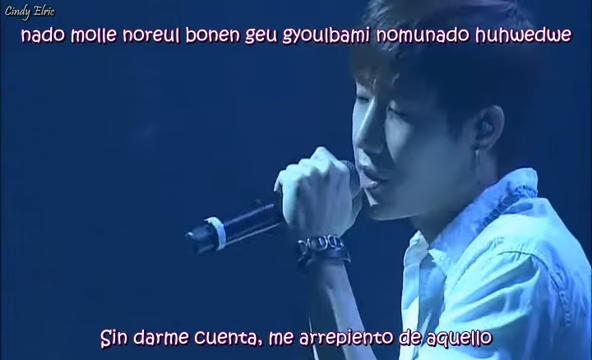 Cindy Elric
nado molle noreul bonen geu gyoulbami nomunado huhwedwe
Sin darme cuenta, me arrepiento de aquello